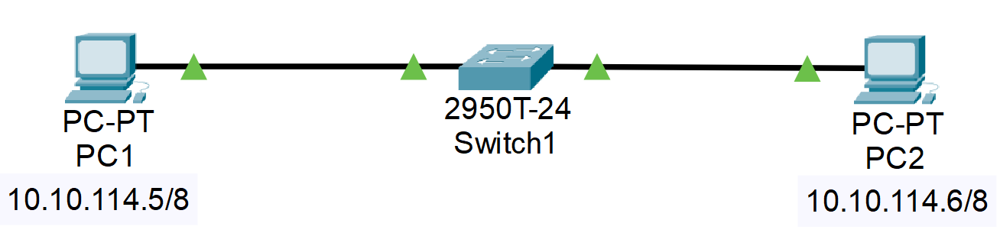 PC-PT
PC1
10.10.114.5/8
2950T-24
Switch1
PC-PT
PC2
10.10.114.6/8